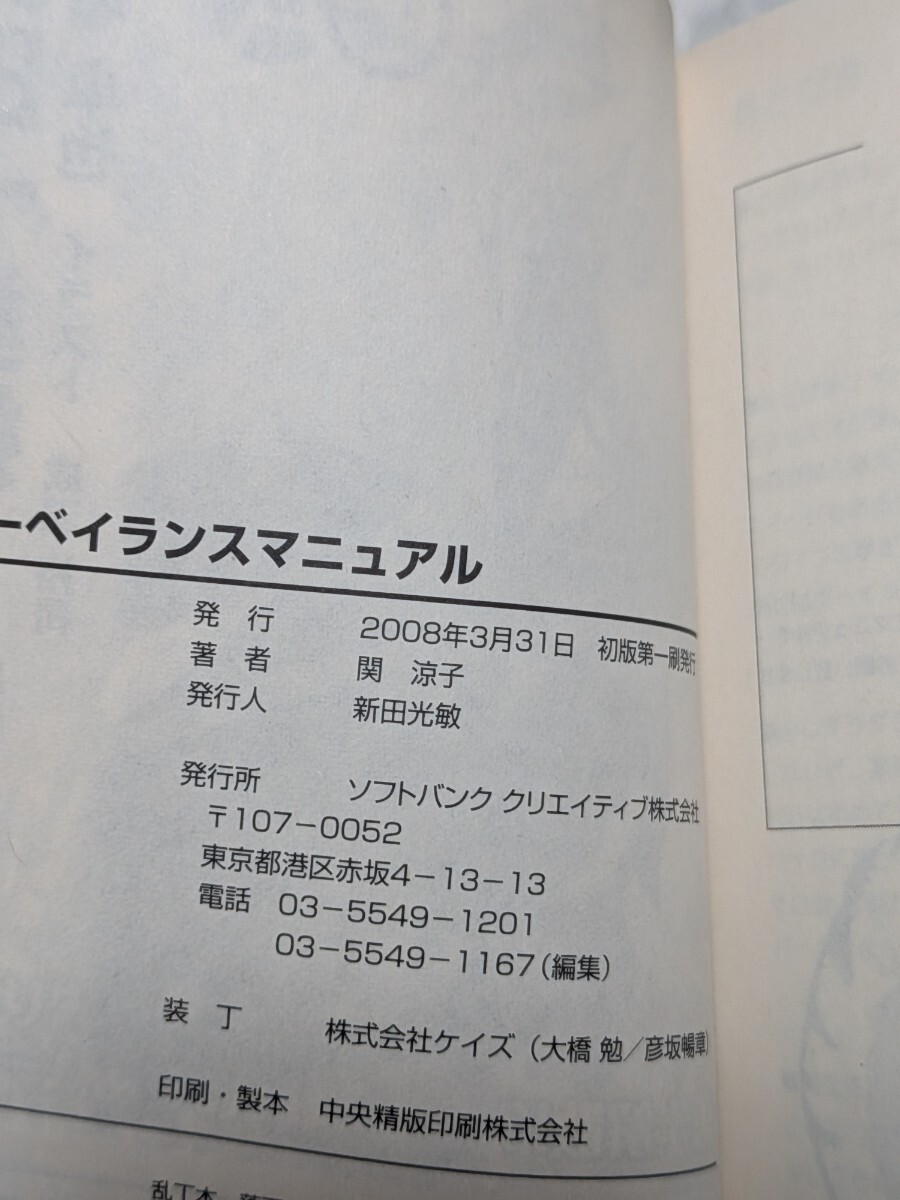 ーベイランスマニュアル
発 行 2008年3月31日 初版第一刷発行
著 者 関 涼子
発行人 新田光敏
発行所 ソフトバンク クリエイティブ株式会社
〒107-0052
東京都港区赤坂4-13-13
電話 03-5549-1201
03-5549-1167(編集)
装 丁 株式会社ケイズ(大橋 勉/彦坂暢章)
印刷・製本 中央精版印刷株式会社
乱丁本